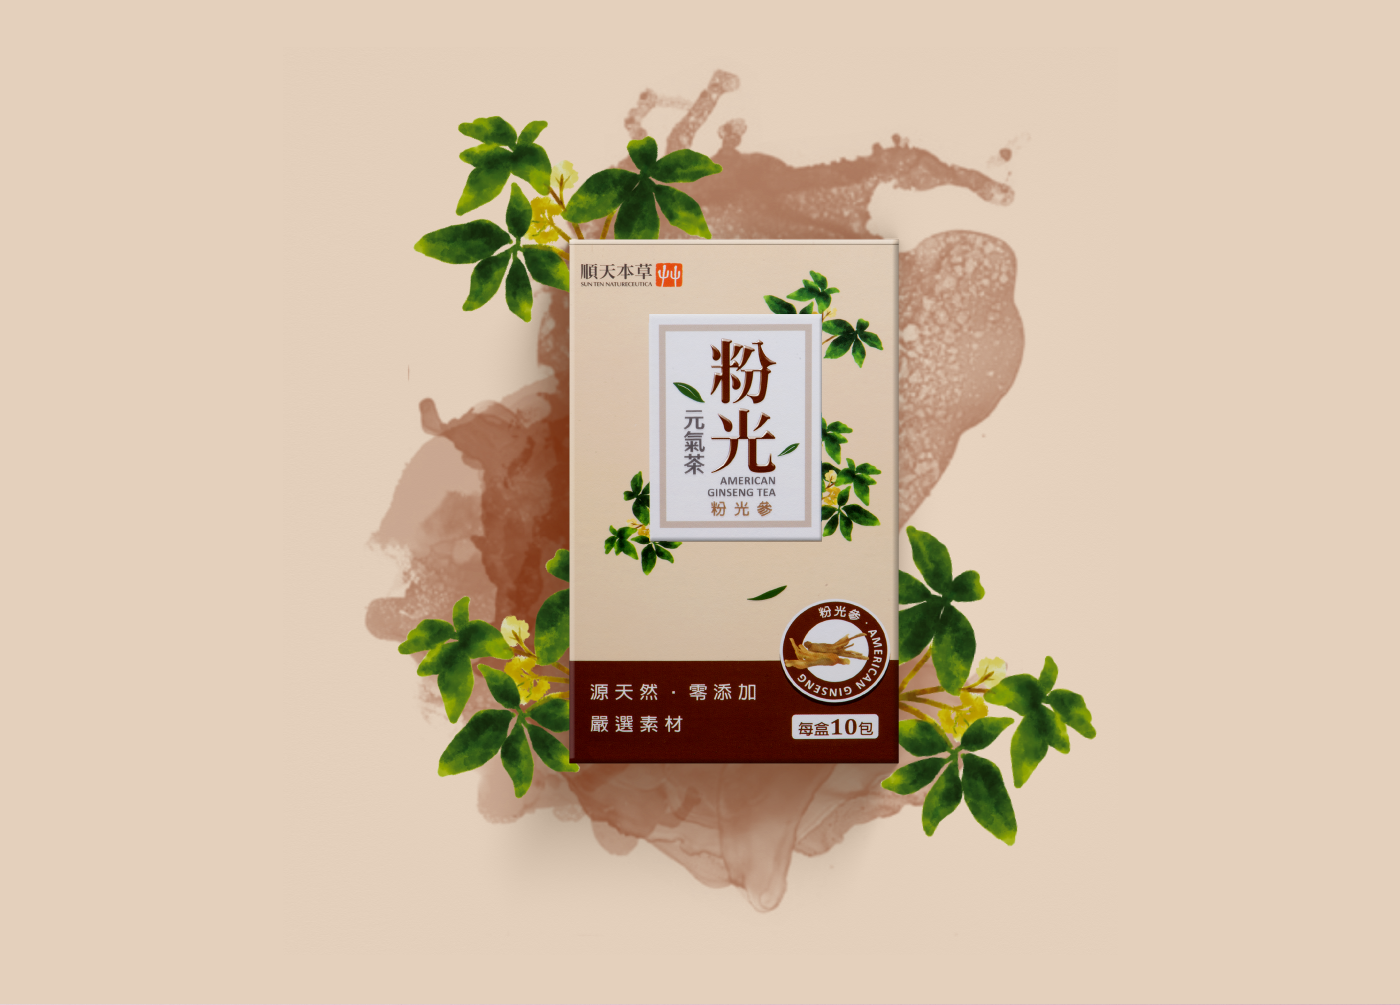 順天本草
SUN TEN NATURECEUTICA
粉光
元氣茶
AMERICAN
GINSENG TEA
粉光參
粉光參·AMERICAN GINSENG
源天然·零添加
嚴選素材
每盒10包